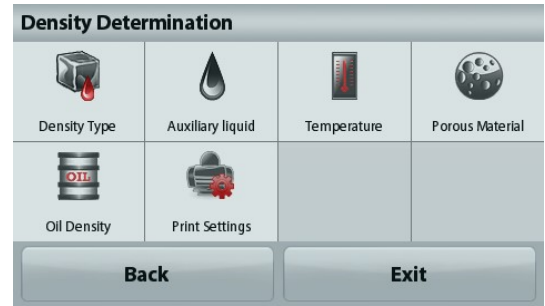 Density Determination
Density Type
Auxiliary liquid
Temperature
Porous Material
OIL
Oil Density
Print Settings
Back
Exit